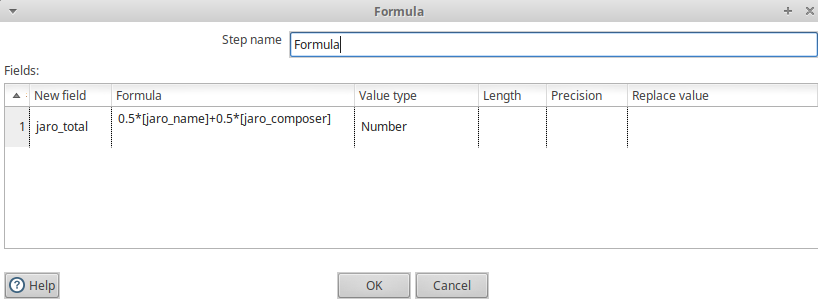 Formula
Step name Formula
Fields:
New field Formula Value type Length Precision Replace value
1 jaro_total 0.5*[jaro_name]+0.5*[jaro_composer] Number
Help OK Cancel